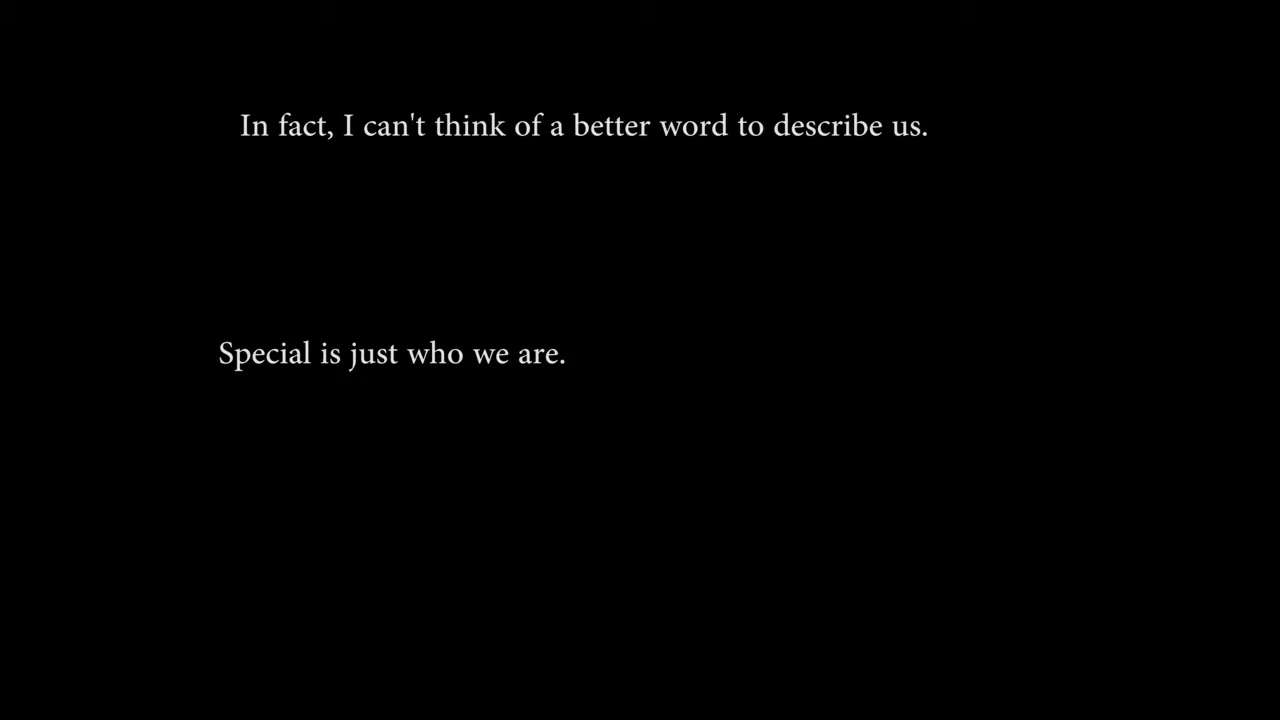 In fact, I can't think of a better word to describe us.
Special is just who we are.